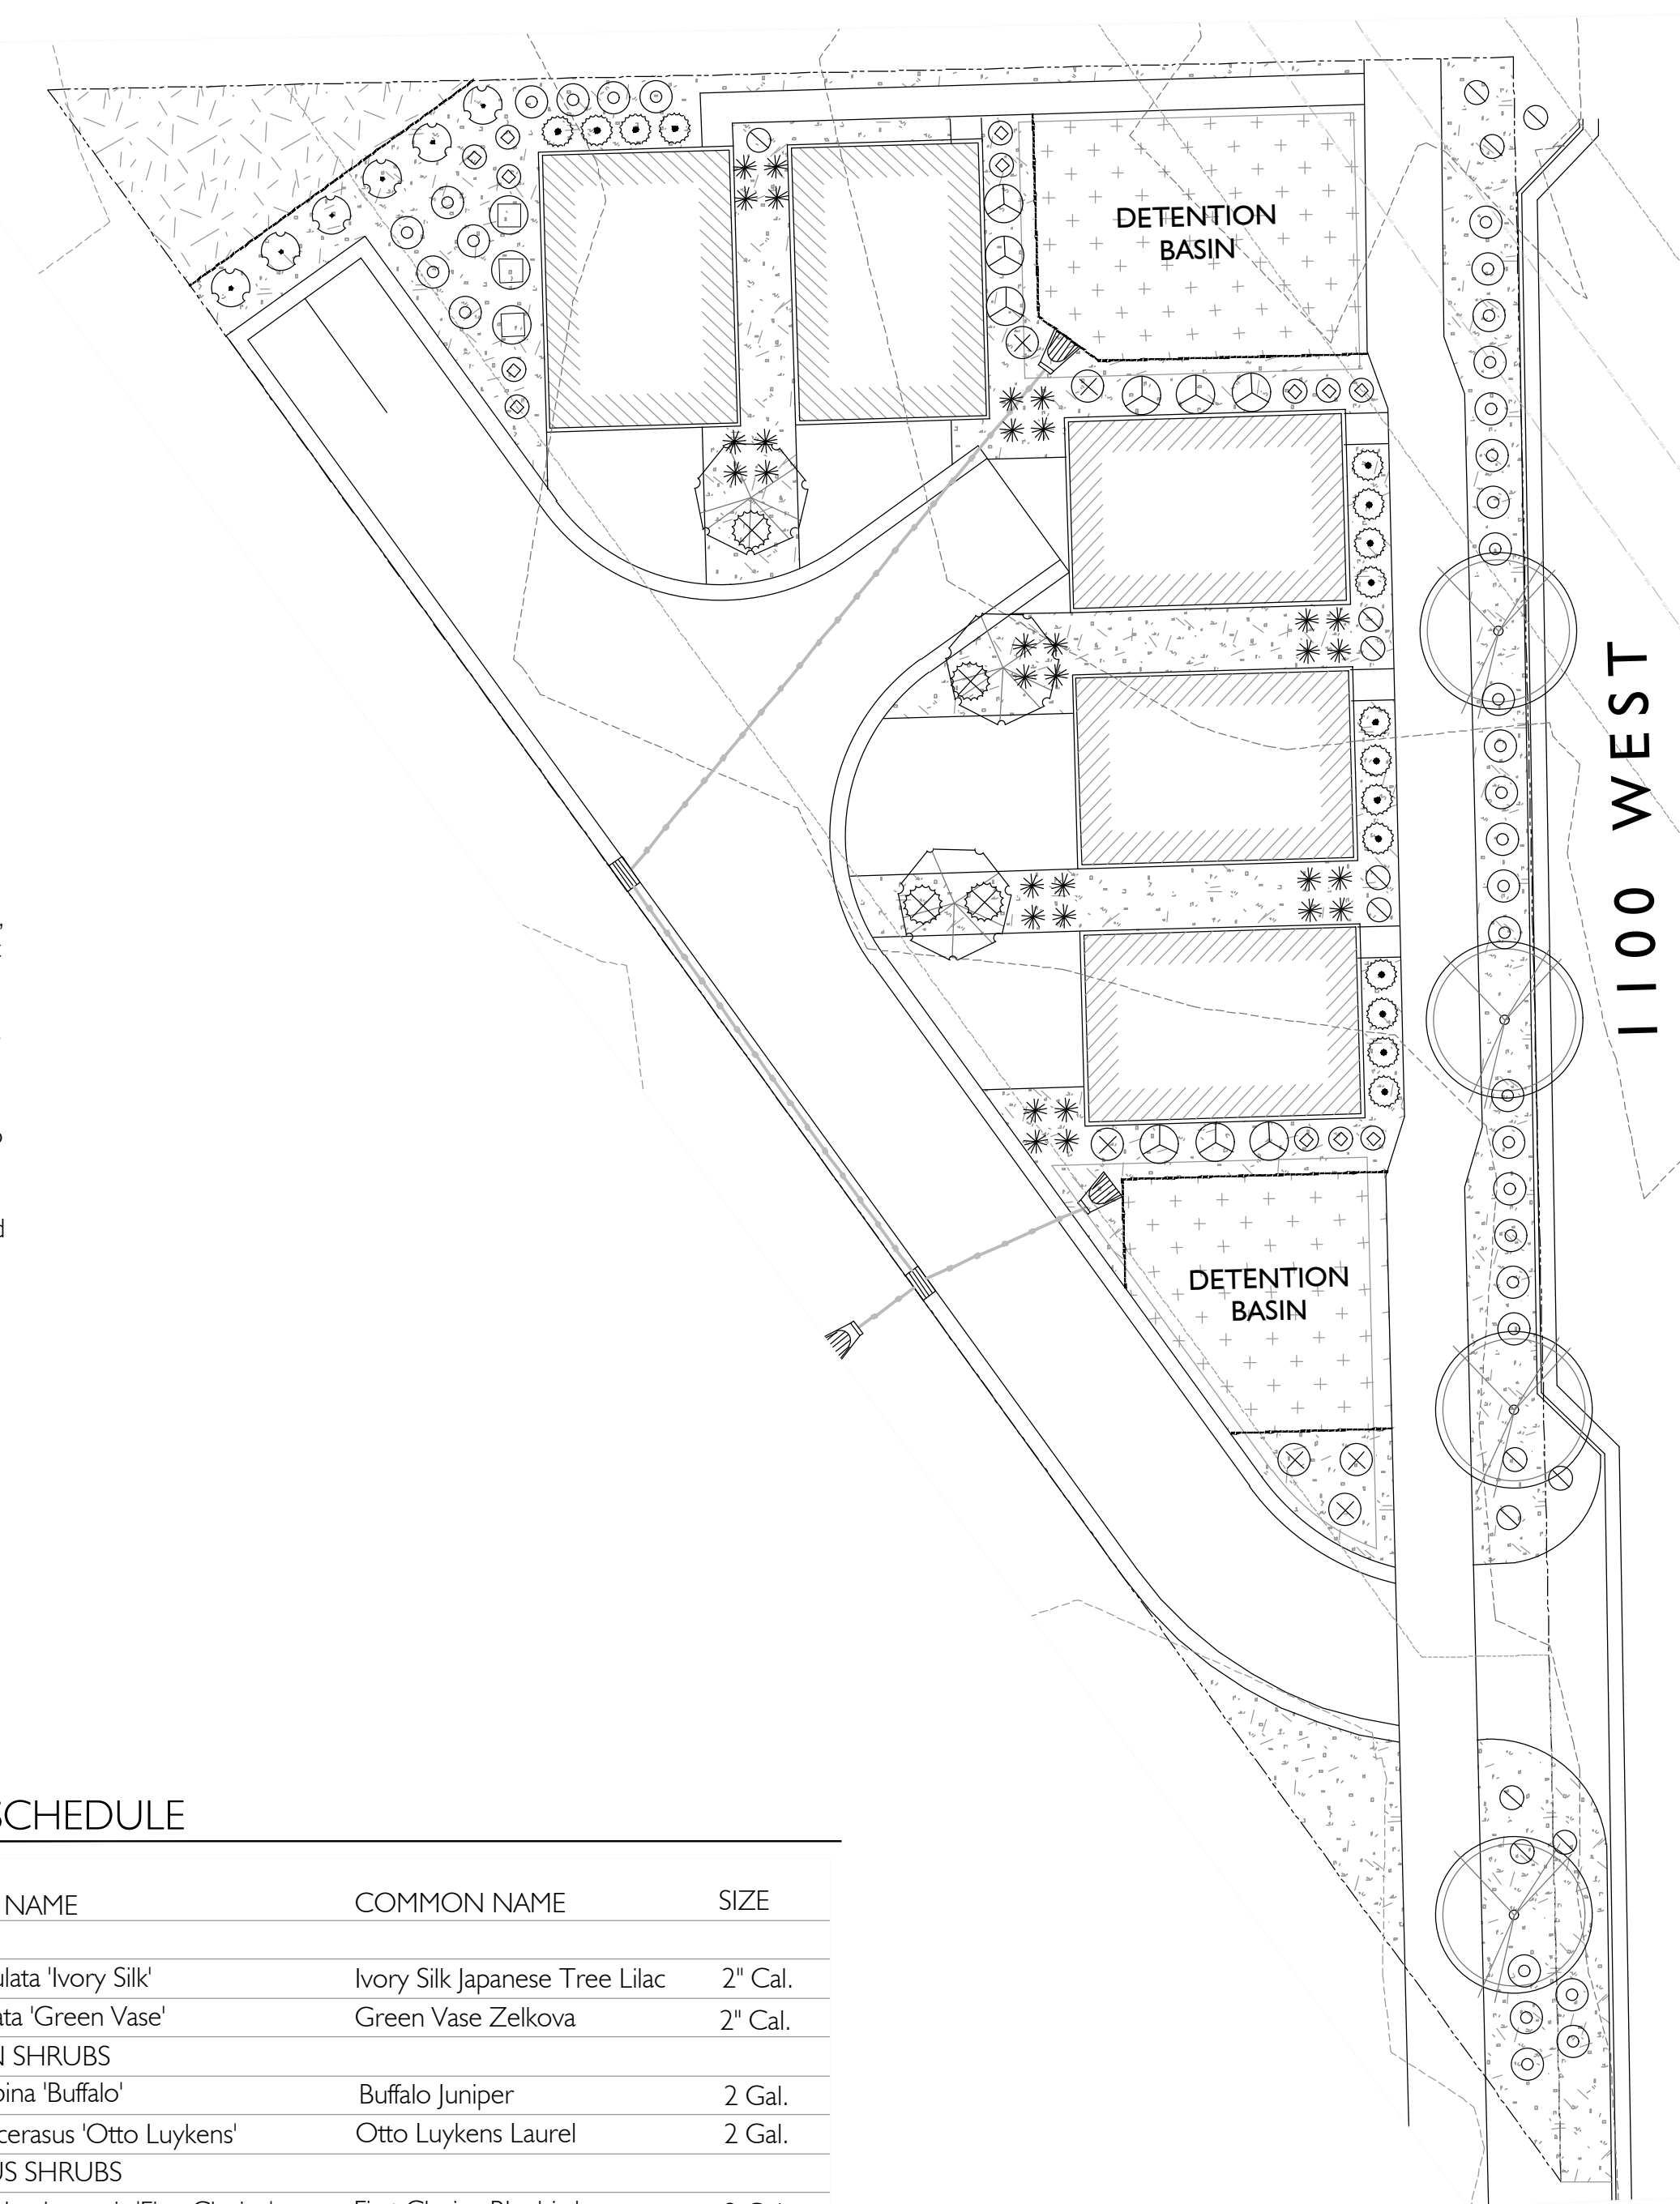 DETENTION
BASIN
1100 WEST
DETENTION
BASIN
SCHEDULE
NAME COMMON NAME SIZE
ulata 'Ivory Silk' Ivory Silk Japanese Tree Lilac 2" Cal.
ata 'Green Vase' Green Vase Zelkova 2" Cal.
N SHRUBS
bina 'Buffalo' Buffalo Juniper 2 Gal.
cerasus 'Otto Luykens' Otto Luykens Laurel 2 Gal.
US SHRUBS